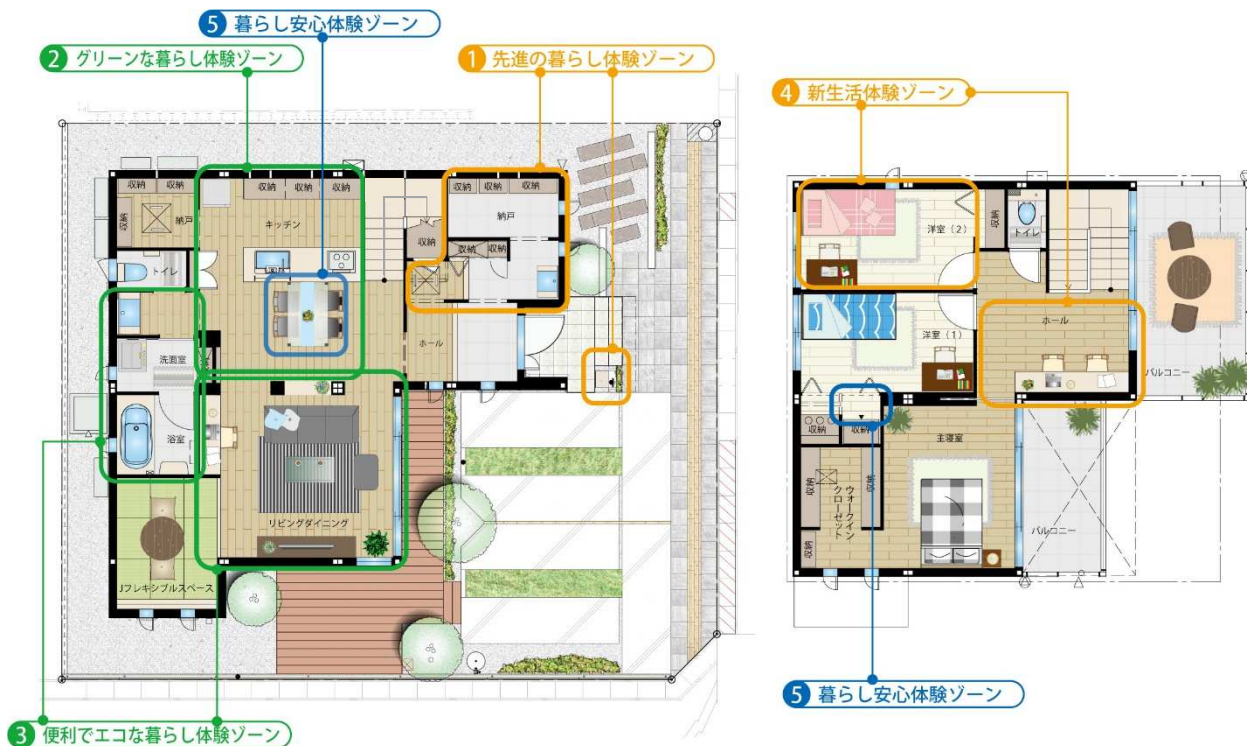 5 暮らし安心体験ゾーン
2 グリーンな暮らし体験ゾーン
1 先進の暮らし体験ゾーン
収納 収納
収納
納戸
収納 収納 収納
キッチン
トイレ
洗面室
浴室
リビングダイニング
Jフレキシブルスペース
収納 収納 収納
納戸
収納 収納
収納
ホール
3 便利でエコな暮らし体験ゾーン
4 新生活体験ゾーン
洋室(2)
収納
トイレ
ホール
洋室(1)
バルコニー
収納
収納
主寝室
収納
ウォークイン
クローゼット
収納
収納
バルコニー
5 暮らし安心体験ゾーン